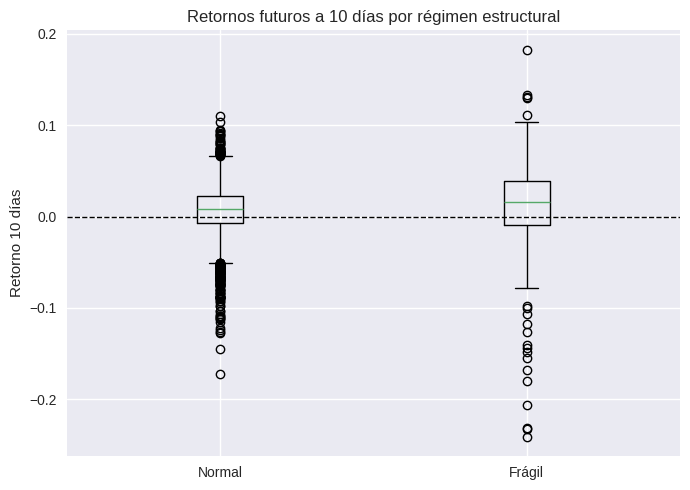 Retornos futuros a 10 días por régimen estructural
Retorno 10 días
0.2
0.1
0.0
−0.1
−0.2
Normal
Frágil